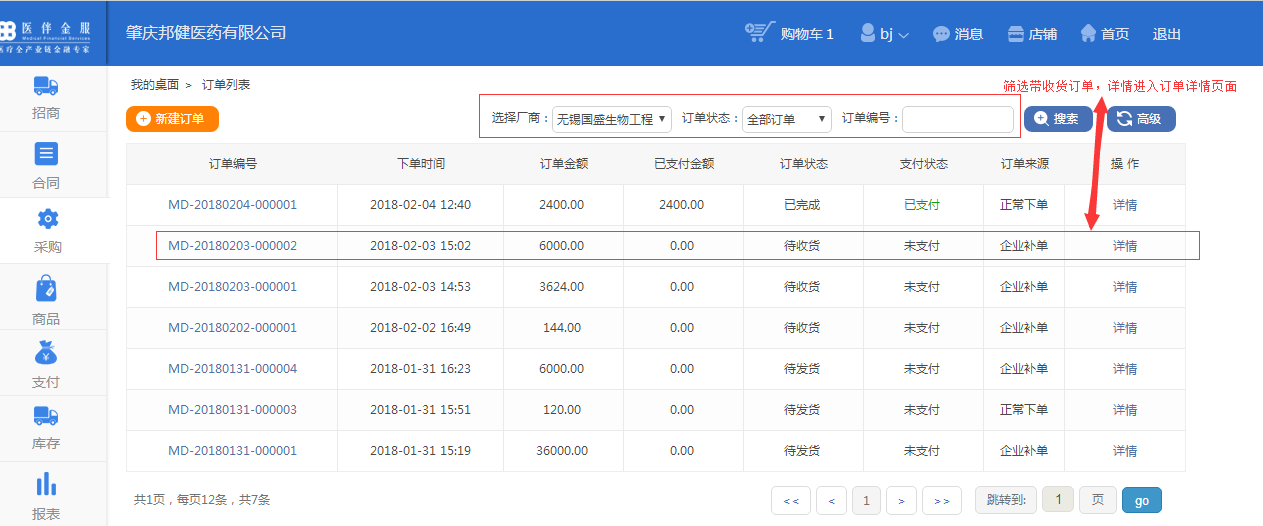 医伴金服
Medical Financial Services
医疗全产业链金融专家
肇庆邦健医药有限公司
购物车 1
bj
消息
店铺
首页
退出
招商
合同
采购
商品
支付
库存
报表
我的桌面 > 订单列表
筛选带收货订单，详情进入订单详情页面
新建订单
选择厂商： 无锡国盛生物工程 ▼ 订单状态： 全部订单 ▼ 订单编号：
搜索
高级
订单编号 下单时间 订单金额 已支付金额 订单状态 支付状态 订单来源 操 作
MD-20180204-000001 2018-02-04 12:40 2400.00 2400.00 已完成 已支付 正常下单 详情
MD-20180203-000002 2018-02-03 15:02 6000.00 0.00 待收货 未支付 企业补单 详情
MD-20180203-000001 2018-02-03 14:53 3624.00 0.00 待收货 未支付 企业补单 详情
MD-20180202-000001 2018-02-02 16:49 144.00 0.00 待收货 未支付 企业补单 详情
MD-20180131-000004 2018-01-31 16:23 6000.00 0.00 待发货 未支付 企业补单 详情
MD-20180131-000003 2018-01-31 15:51 120.00 0.00 待发货 未支付 正常下单 详情
MD-20180131-000001 2018-01-31 15:19 36000.00 0.00 待发货 未支付 企业补单 详情
共1页，每页12条，共7条
<< < 1 > >> 跳转到: 1 页 go